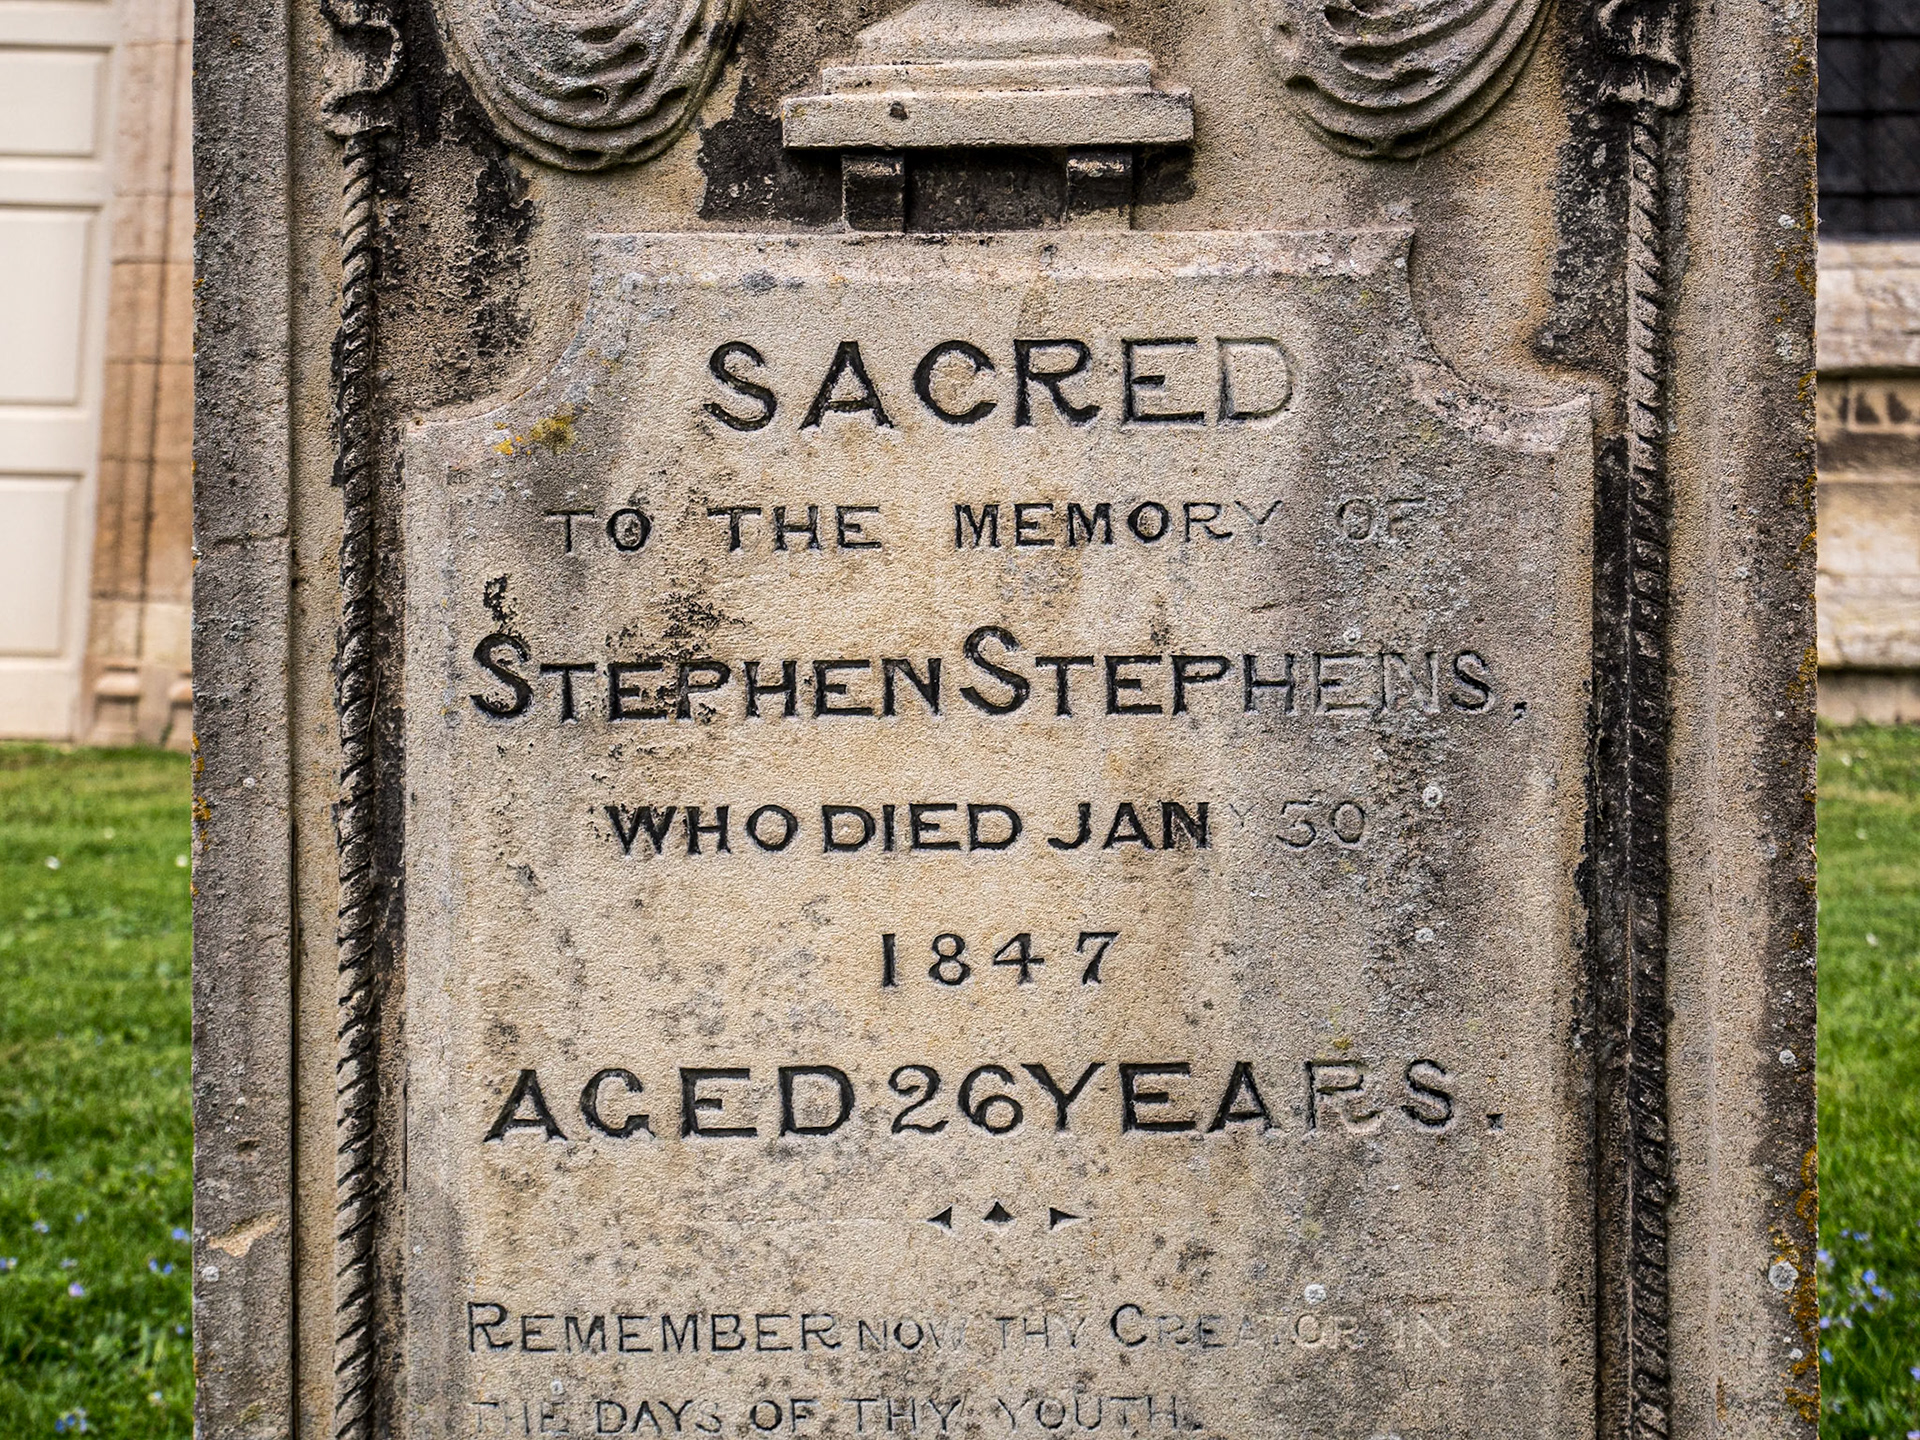 SACRED
TO THE MEMORY OF
STEPHEN STEPHENS,
WHO DIED JANY 30
1847
AGED 26 YEARS.
REMEMBER NOW THY CREATOR IN
THE DAYS OF THY YOUTH.